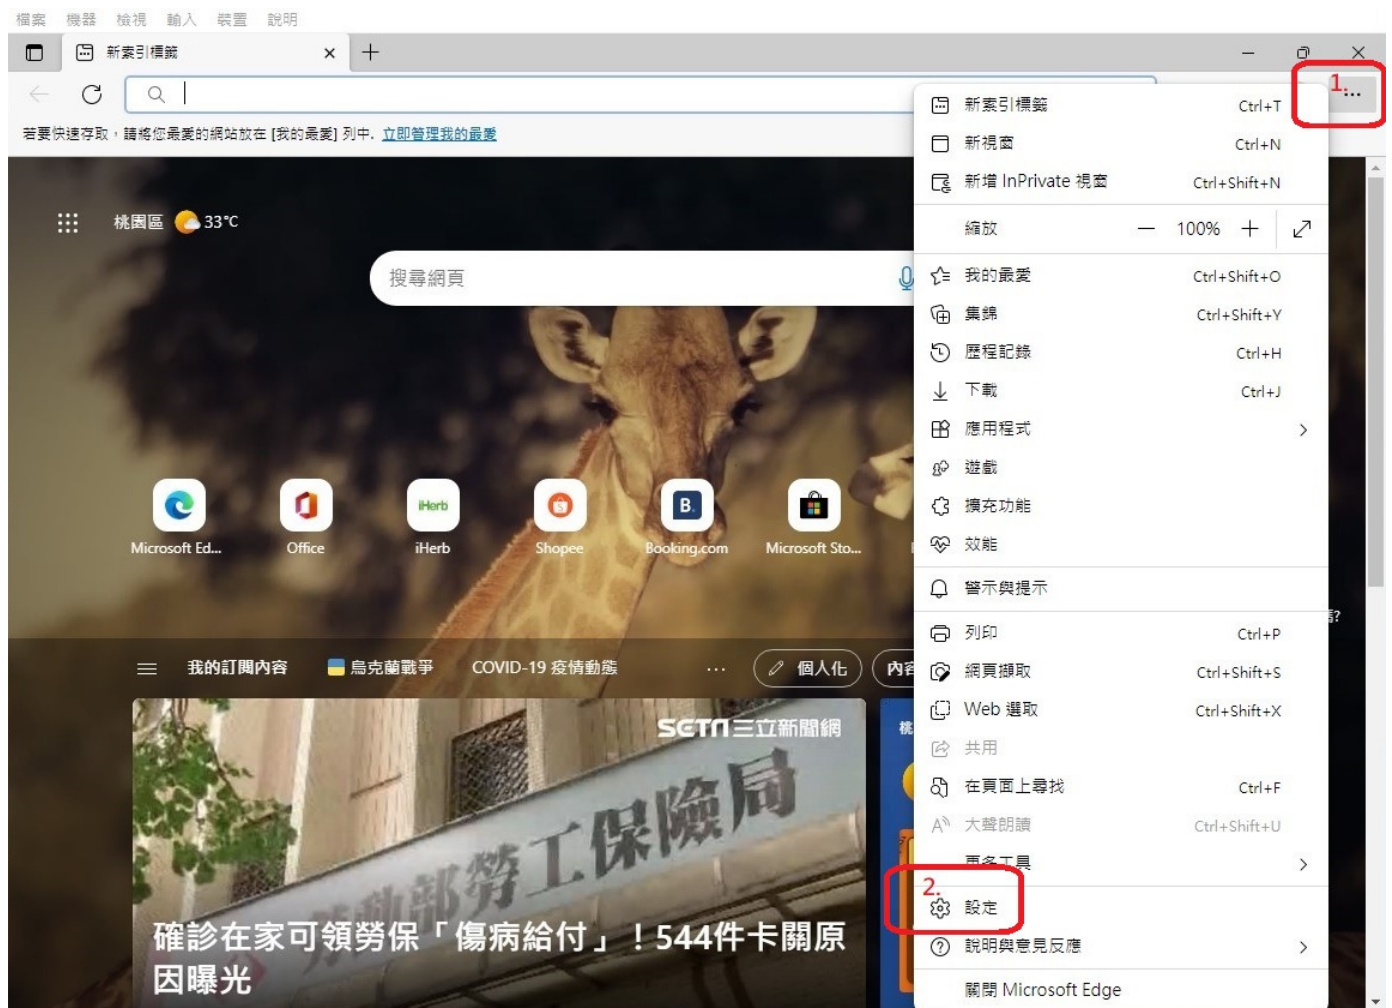 檔案 機器 檢視 輸入 裝置 說明
新索引標籤
1.
若要快速存取，請將您最愛的網站放在 [我的最愛] 列中. 立即管理我的最愛
桃園區 33°C
搜尋網頁
Microsoft Ed...
Office
iHerb
iHerb
Shopee
B.
Booking.com
Microsoft Sto...
我的訂閱內容 烏克蘭戰爭 COVID-19 疫情動態 ... 個人化 內容
SETN三立新聞網
動部勞工保險局
確診在家可領勞保「傷病給付」！544件卡關原
因曝光
桃
嗎?
新索引標籤 Ctrl+T
新視窗 Ctrl+N
新增 InPrivate 視窗 Ctrl+Shift+N
縮放 — 100% +
我的最愛 Ctrl+Shift+O
集錦 Ctrl+Shift+Y
歷程記錄 Ctrl+H
下載 Ctrl+J
應用程式
遊戲
擴充功能
效能
警示與提示
列印 Ctrl+P
網頁擷取 Ctrl+Shift+S
Web 選取 Ctrl+Shift+X
共用
在頁面上尋找 Ctrl+F
大聲朗讀 Ctrl+Shift+U
更多工具
2.
設定
說明與意見反應
關閉 Microsoft Edge